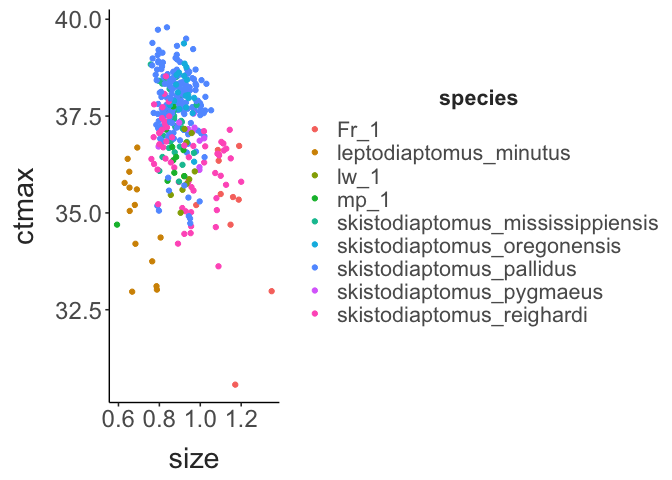 40.0
37.5
35.0
32.5
ctmax
0.6 0.8 1.0 1.2
size
species
Fr_1
leptodiaptomus_minutus
lw_1
mp_1
skistodiaptomus_mississippiensis
skistodiaptomus_oregonensis
skistodiaptomus_pallidus
skistodiaptomus_pygmaeus
skistodiaptomus_reighardi